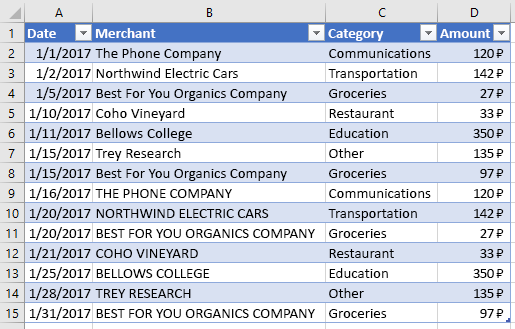 A B C D
1 Date Merchant Category Amount
2 1/1/2017 The Phone Company Communications 120 ₽
3 1/2/2017 Northwind Electric Cars Transportation 142 ₽
4 1/5/2017 Best For You Organics Company Groceries 27 ₽
5 1/10/2017 Coho Vineyard Restaurant 33 ₽
6 1/11/2017 Bellows College Education 350 ₽
7 1/15/2017 Trey Research Other 135 ₽
8 1/15/2017 Best For You Organics Company Groceries 97 ₽
9 1/16/2017 THE PHONE COMPANY Communications 120 ₽
10 1/20/2017 NORTHWIND ELECTRIC CARS Transportation 142 ₽
11 1/20/2017 BEST FOR YOU ORGANICS COMPANY Groceries 27 ₽
12 1/21/2017 COHO VINEYARD Restaurant 33 ₽
13 1/25/2017 BELLOWS COLLEGE Education 350 ₽
14 1/28/2017 TREY RESEARCH Other 135 ₽
15 1/31/2017 BEST FOR YOU ORGANICS COMPANY Groceries 97 ₽